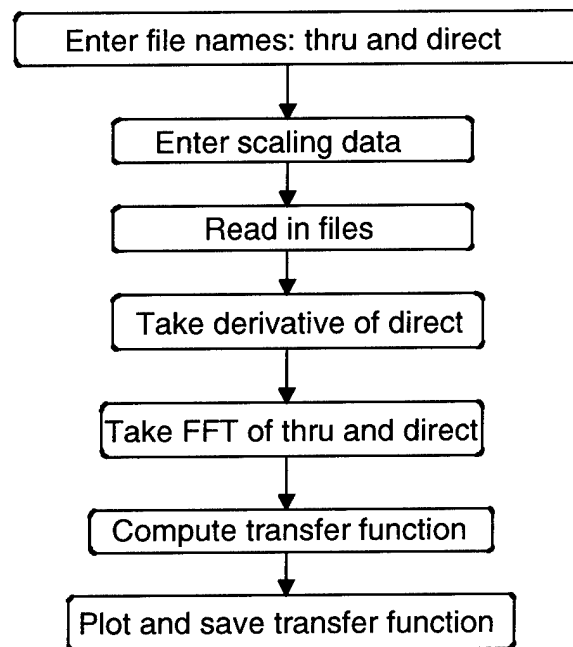 Enter file names: thru and direct
Enter scaling data
Read in files
Take derivative of direct
Take FFT of thru and direct
Compute transfer function
Plot and save transfer function